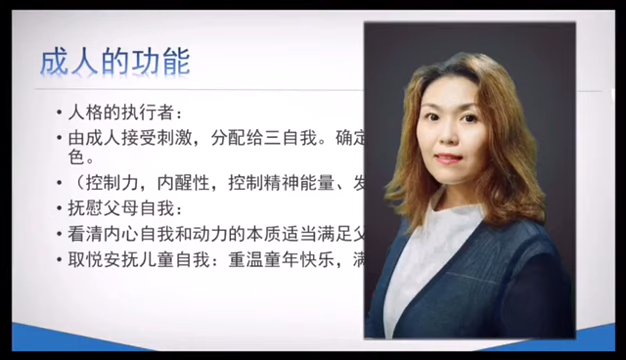 成人的功能
• 人格的执行者：
• 由成人接受刺激，分配给三自我。确定
色。
• （控制力，内醒性，控制精神能量、发
• 抚慰父母自我：
• 看清内心自我和动力的本质适当满足父
• 取悦安抚儿童自我：重温童年快乐，满